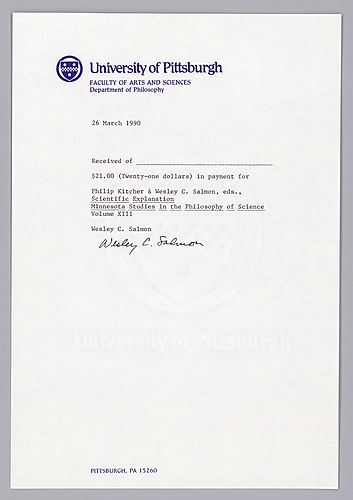 University of Pittsburgh
FACULTY OF ARTS AND SCIENCES
Department of Philosophy
26 March 1990
Received of ____________________
$21.00 (Twenty-one dollars) in payment for
Philip Kitcher & Wesley C. Salmon, eds.,
Scientific Explanation
Minnesota Studies in the Philosophy of Science
Volume XIII
Wesley C. Salmon
Wesley C. Salmon
University of Pittsburgh
PITTSBURGH, PA 15260